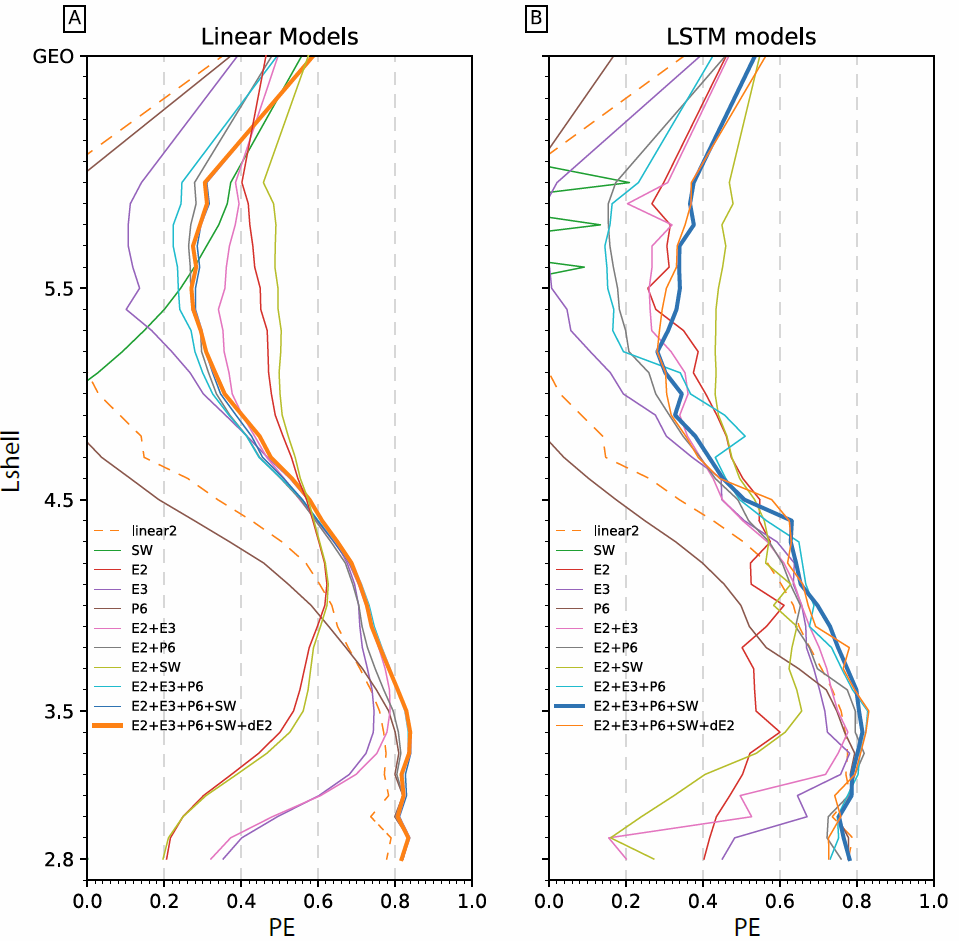 A
Linear Models
GEO
5.5
4.5
3.5
2.8
Lshell
linear2
SW
E2
E3
P6
E2+E3
E2+P6
E2+SW
E2+E3+P6
E2+E3+P6+SW
E2+E3+P6+SW+dE2
0.0 0.2 0.4 0.6 0.8 1.0
PE
B
LSTM models
linear2
SW
E2
E3
P6
E2+E3
E2+P6
E2+SW
E2+E3+P6
E2+E3+P6+SW
E2+E3+P6+SW+dE2
0.0 0.2 0.4 0.6 0.8 1.0
PE